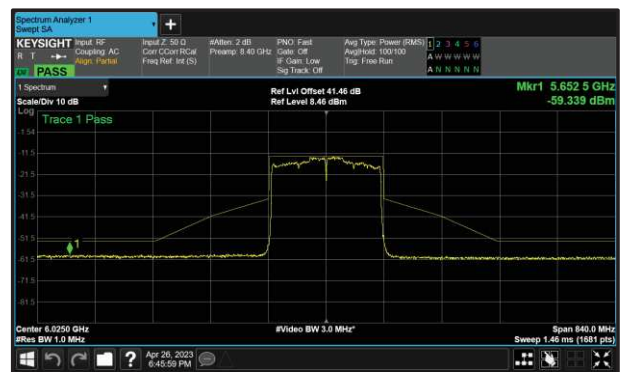 Spectrum Analyzer 1
Swept SA
+
KEYSIGHT Input: RF Input Z: 50 Ω #Atten: 2 dB PNO: Fast Avg Type: Power (RMS) 1 2 3 4 5 6
R T Coupling: AC Corr CCorr RCal Preamp: 8.40 GHz Gate: Off Avg|Hold: 100/100 A W W W W W
Align: Partial Freq Ref: Int (S) IF Gain: Low Trig: Free Run
PASS Sig Track: Off A N N N N N
1 Spectrum Ref Lvl Offset 41.46 dB Mkr1 5.652 5 GHz
Scale/Div 10 dB Ref Level 8.46 dBm -59.339 dBm
Log
Trace 1 Pass
-1.54
-11.5
-21.5
-31.5
-41.5
-51.5
1
-61.5
-71.5
-81.5
Center 6.0250 GHz #Video BW 3.0 MHz* Span 840.0 MHz
#Res BW 1.0 MHz Sweep 1.46 ms (1681 pts)
? Apr 26, 2023
6:45:59 PM